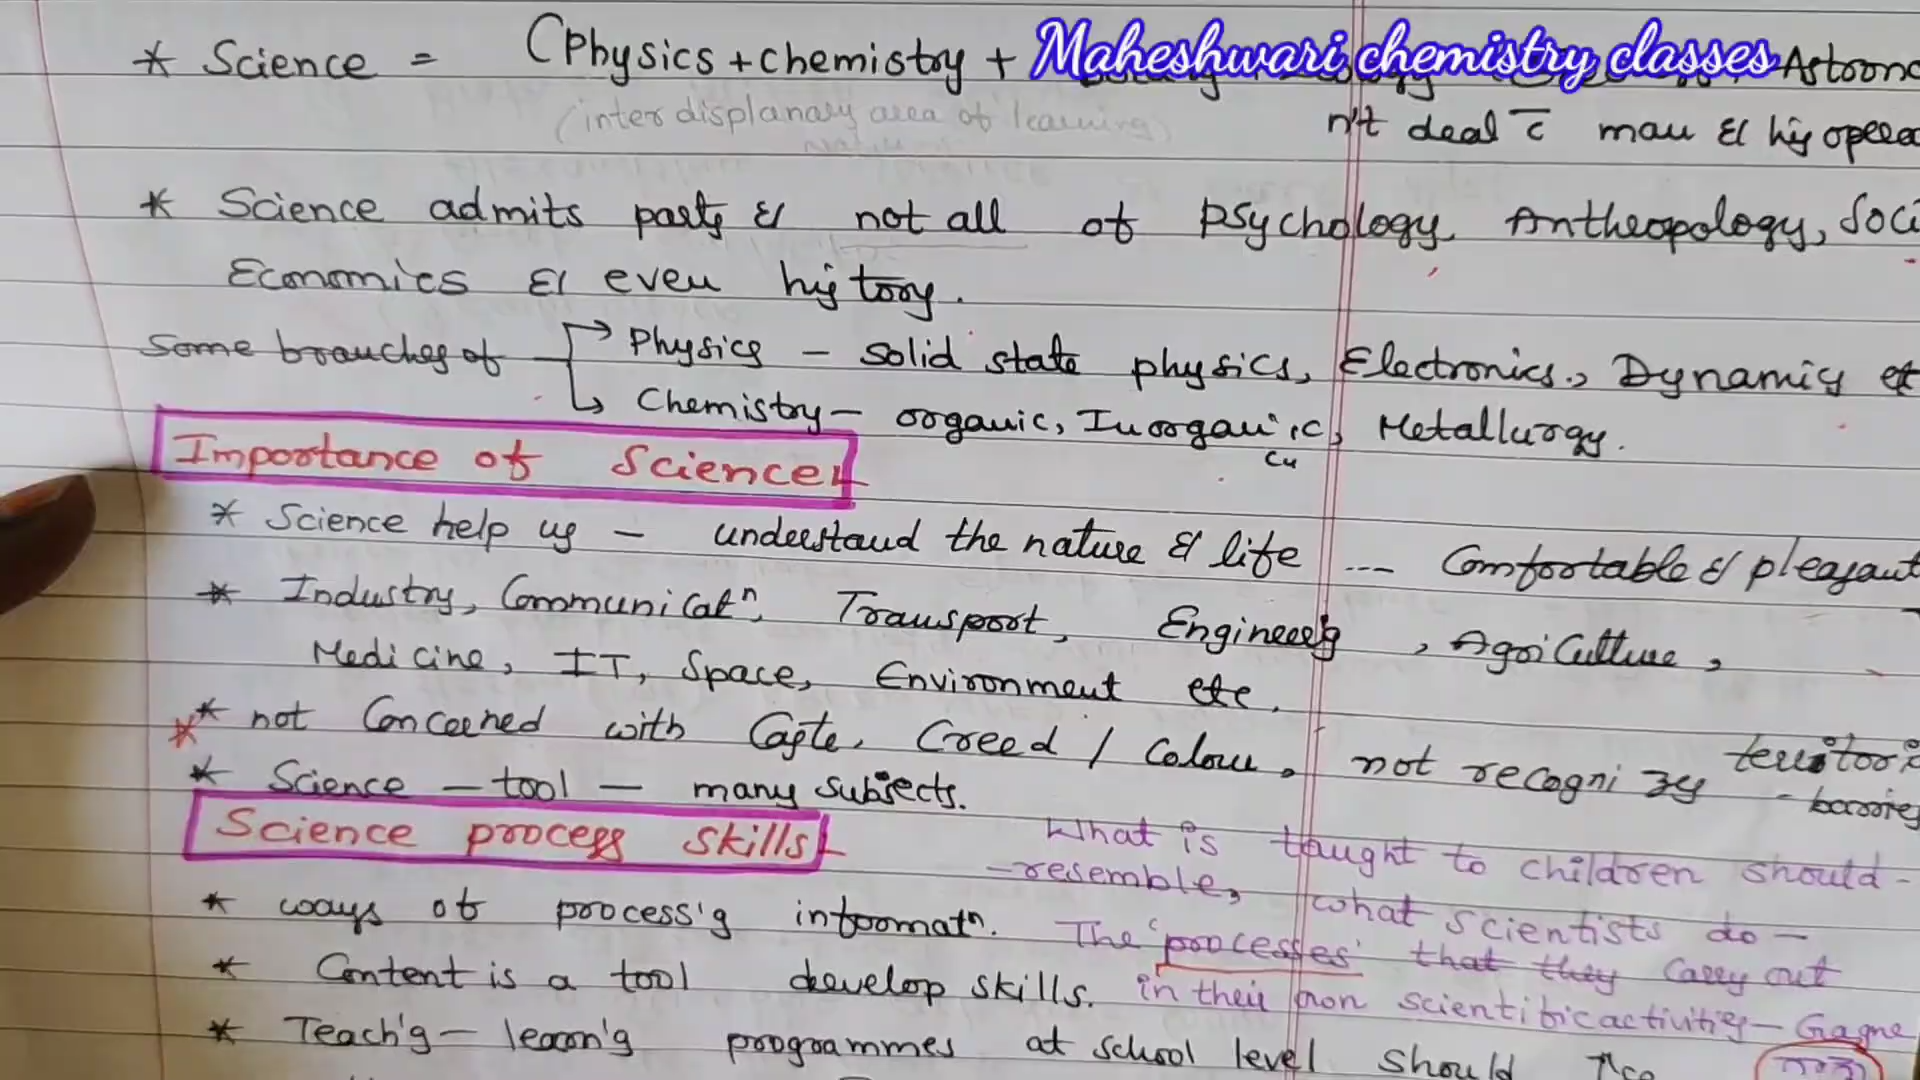 * Science = (Physics + chemistry + Astrono
Maheshwari chemistry classes
(inter displanary area of learning)
n't deal c̄ man & his opera
* Science admits parts & not all of Psychology, Anthropology, Soci
Economics & even history.
Some branches of → Physics – Solid state physics, Electronics., Dynamics et
↳ Chemistry – organic, Inorganic, Metallurgy.
Cu
Importance of Science
* Science help us – understand the nature & life --- Comfortable & pleasant
* Industry, Communicatⁿ, Transport, Engineer'g, Agriculture,
Medicine, IT, Space, Environment etc.
* not Concerned with Caste, Creed / Colour, not recognizes territori
- barries
* Science – tool – many subjects.
Science process skills
What is taught to children should -
- resemble, what scientists do –
* ways of process'g informatⁿ.
The 'processes' that they carry out
* Content is a tool develop skills.
in their own scientific activities – Gagne
* Teach'g – learn'g programmes at school level should